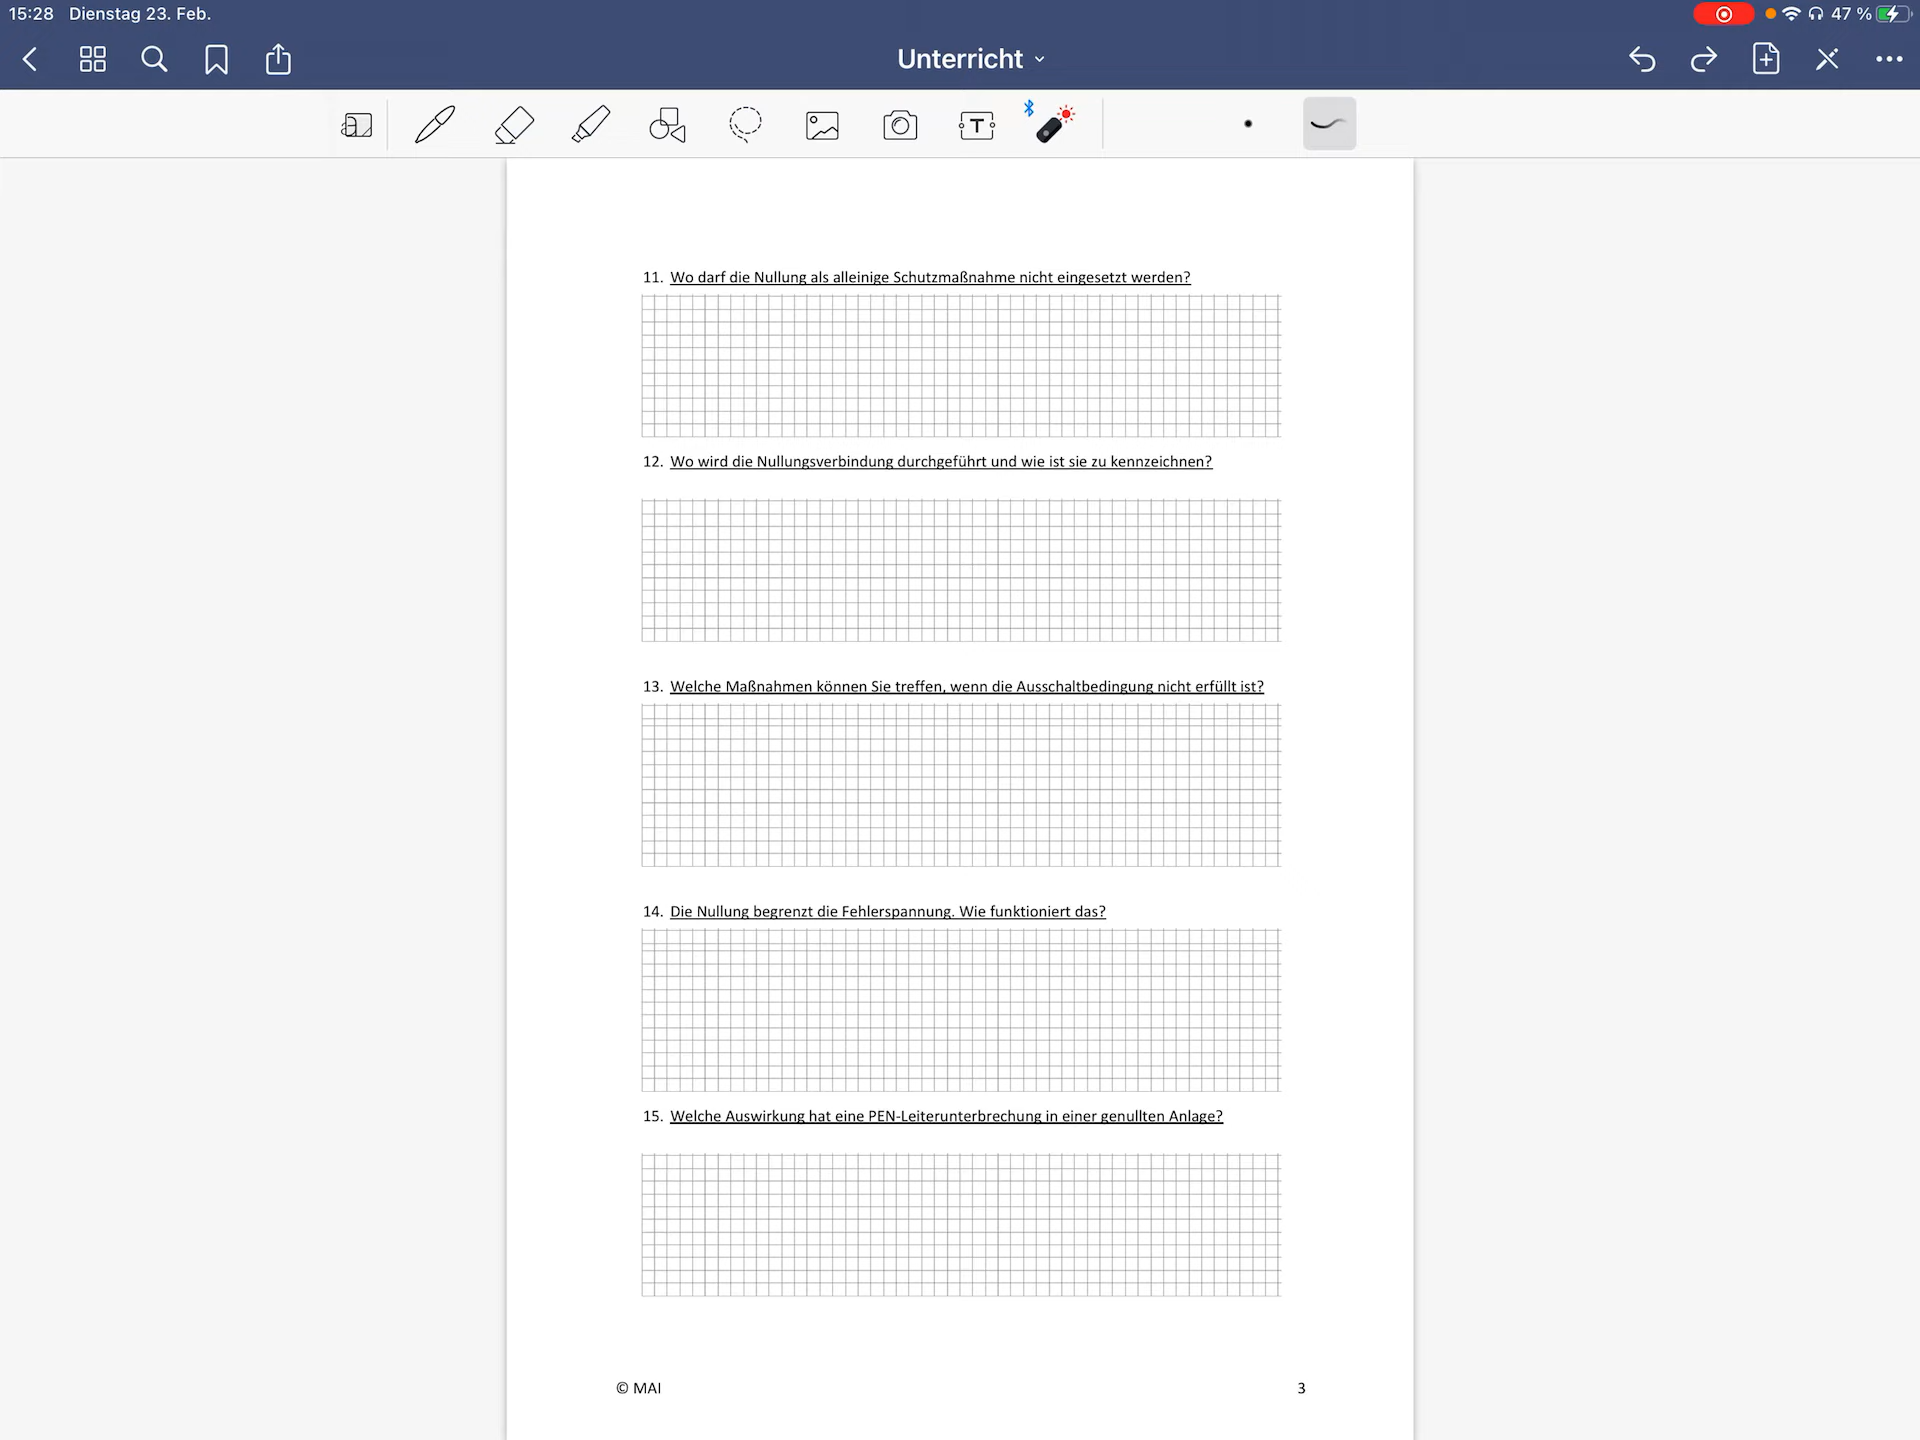 15:28 Dienstag 23. Feb. 47 %
Unterricht
T
11. Wo darf die Nullung als alleinige Schutzmaßnahme nicht eingesetzt werden?
12. Wo wird die Nullungsverbindung durchgeführt und wie ist sie zu kennzeichnen?
13. Welche Maßnahmen können Sie treffen, wenn die Ausschaltbedingung nicht erfüllt ist?
14. Die Nullung begrenzt die Fehlerspannung. Wie funktioniert das?
15. Welche Auswirkung hat eine PEN-Leiterunterbrechung in einer genullten Anlage?
© MAI 3